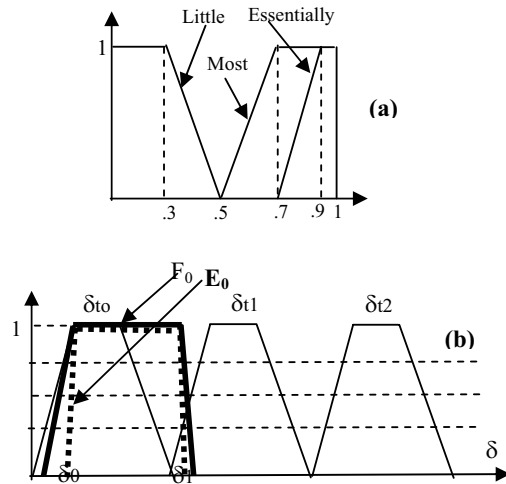 Little
Essentially
1
Most
(a)
.3 .5 .7 .9 1
F₀ E₀
δto δt1 δt2
1
(b)
δ0 δ1 δ